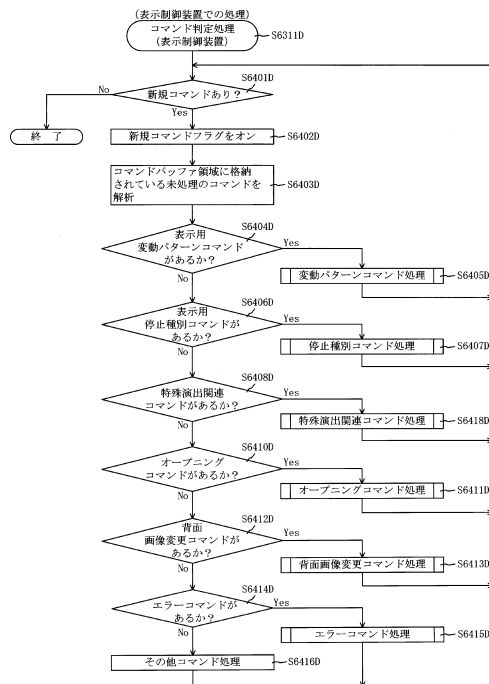 (表示制御装置での処理)
コマンド判定処理
(表示制御装置)
S6311D
S6401D
新規コマンドあり？
No
Yes
終 了
新規コマンドフラグをオン
S6402D
コマンドバッファ領域に格納
されている未処理のコマンドを
解析
S6403D
S6404D
表示用
変動パターンコマンド
があるか？
Yes
No
変動パターンコマンド処理
S6405D
S6406D
表示用
停止種別コマンドが
あるか？
Yes
No
停止種別コマンド処理
S6407D
S6408D
特殊演出関連
コマンドがあるか？
Yes
No
特殊演出関連コマンド処理
S6418D
S6410D
オープニング
コマンドがあるか？
Yes
No
オープニングコマンド処理
S6411D
S6412D
背面
画像変更コマンドが
あるか？
Yes
No
背面画像変更コマンド処理
S6413D
S6414D
エラーコマンドが
あるか？
Yes
No
エラーコマンド処理
S6415D
その他コマンド処理
S6416D